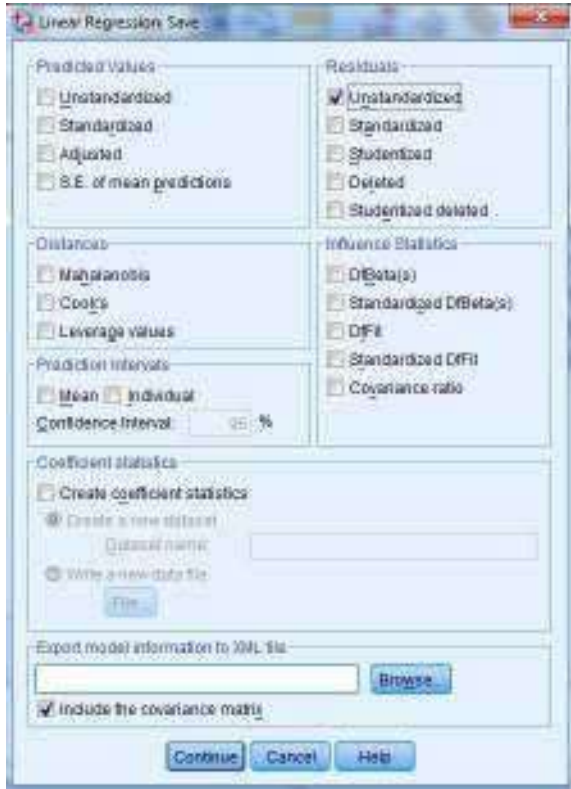 Linear Regression: Save
Predicted Values
Unstandardized
Standardized
Adjusted
S.E. of mean predictions
Residuals
Unstandardized
Standardized
Studentized
Deleted
Studentized deleted
Distances
Mahalanobis
Cook's
Leverage values
Influence Statistics
DfBeta(s)
Standardized DfBeta(s)
DfFit
Standardized DfFit
Covariance ratio
Prediction Intervals
Mean Individual
Confidence Interval: 95 %
Coefficient statistics
Create coefficient statistics
Create a new dataset
Dataset name:
Write a new data file
File...
Export model information to XML file
Browse...
Include the covariance matrix
Continue Cancel Help